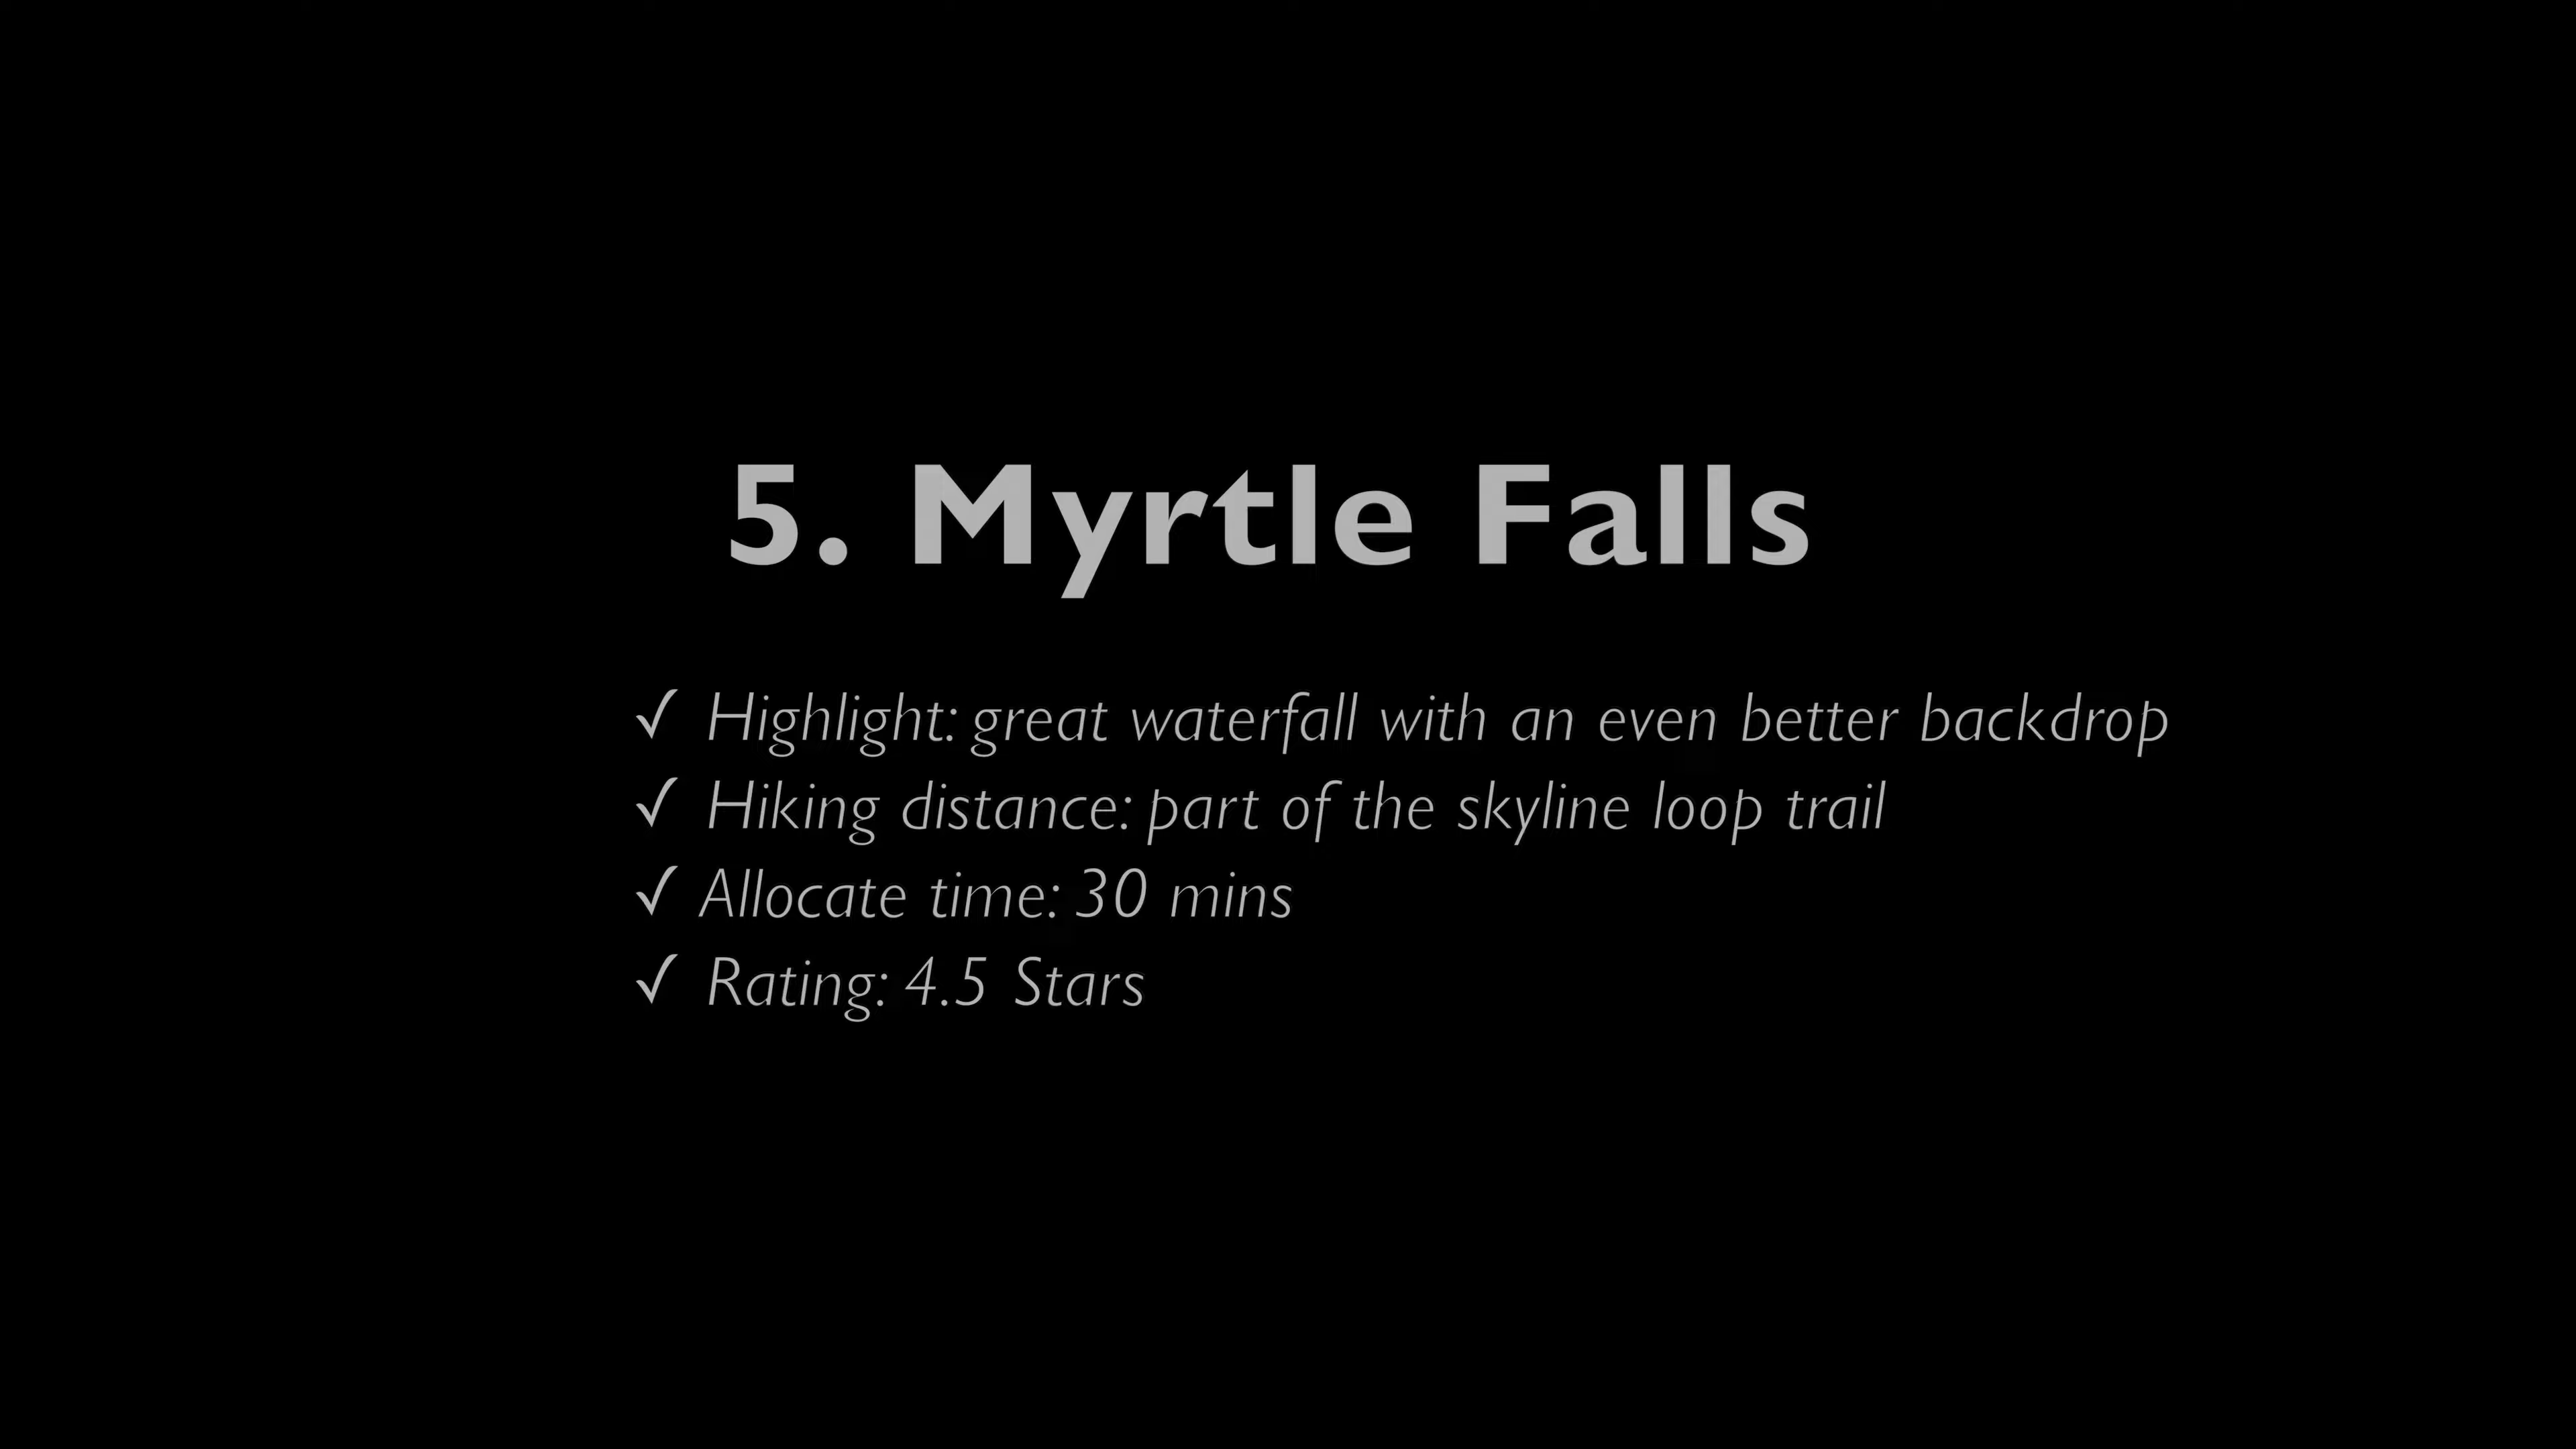 5. Myrtle Falls
✓ Highlight: great waterfall with an even better backdrop
✓ Hiking distance: part of the skyline loop trail
✓ Allocate time: 30 mins
✓ Rating: 4.5 Stars